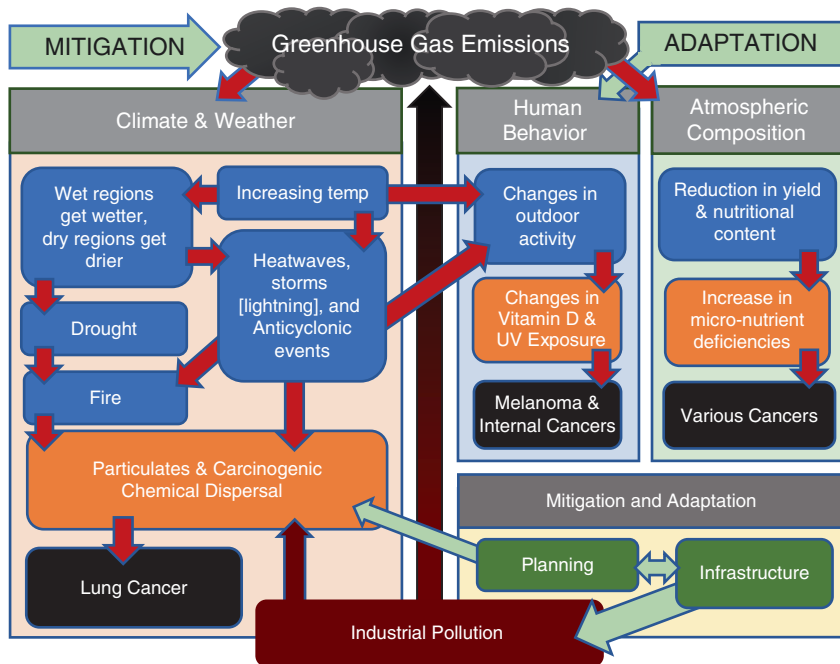 MITIGATION
Greenhouse Gas Emissions
ADAPTATION
Climate & Weather
Wet regions
get wetter,
dry regions get
drier
Increasing temp
Heatwaves,
storms
[lightning], and
Anticyclonic
events
Drought
Fire
Particulates & Carcinogenic
Chemical Dispersal
Lung Cancer
Human
Behavior
Changes in
outdoor
activity
Changes in
Vitamin D &
UV Exposure
Melanoma &
Internal Cancers
Atmospheric
Composition
Reduction in yield
& nutritional
content
Increase in
micro-nutrient
deficiencies
Various Cancers
Mitigation and Adaptation
Planning
Infrastructure
Industrial Pollution